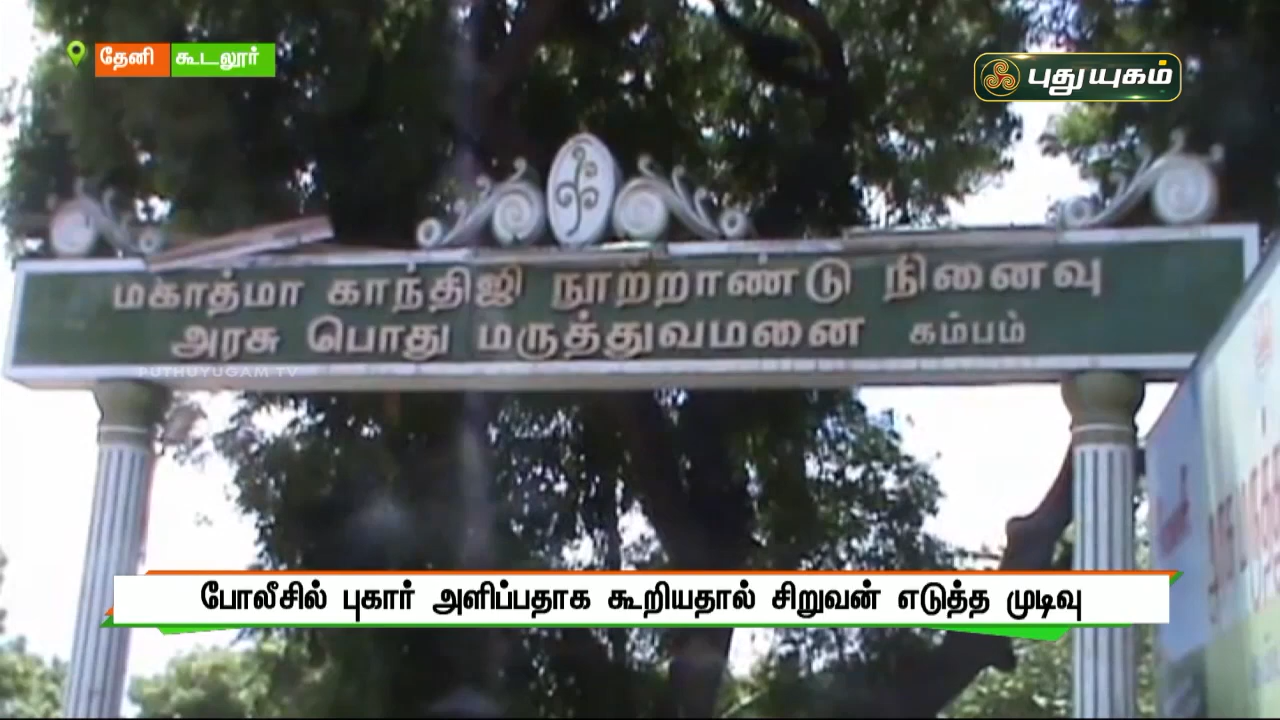 தேனி கூடலூர்
புதுயுகம்
மகாத்மா காந்திஜி நூற்றாண்டு நினைவு
அரசு பொது மருத்துவமனை கம்பம்
PUTHUYUGAM TV
போலீசில் புகார் அளிப்பதாக கூறியதால் சிறுவன் எடுத்த முடிவு